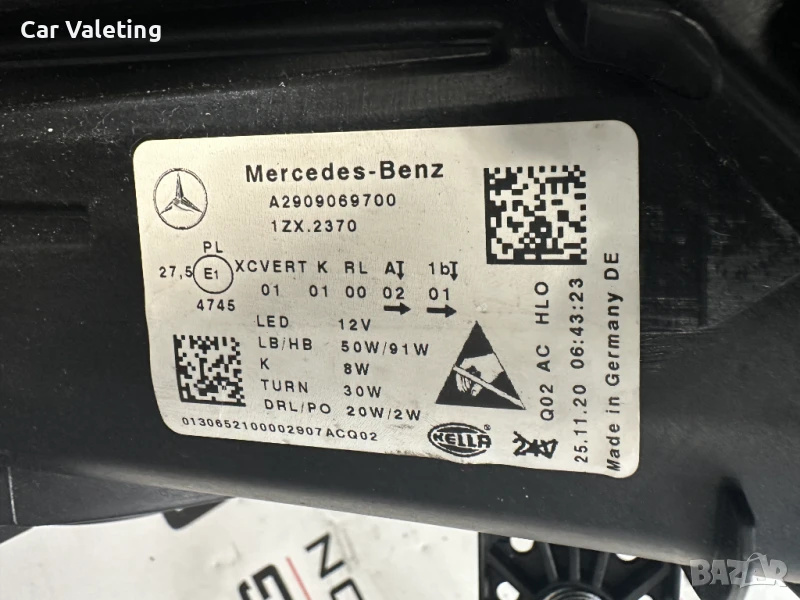 Car Valeting
Mercedes-Benz
A2909069700
1ZX.2370
PL
27,5 E1 XCVERT K RL A 1b
4745 01 01 00 02 01
LED 12V
LB/HB 50W/91W
K 8W
TURN 30W
DRL/PO 20W/2W
0130652100002907ACQ02
HELLA
Q02 AC HLO
25.11.20 06:43:23
Made in Germany DE
BAZAR